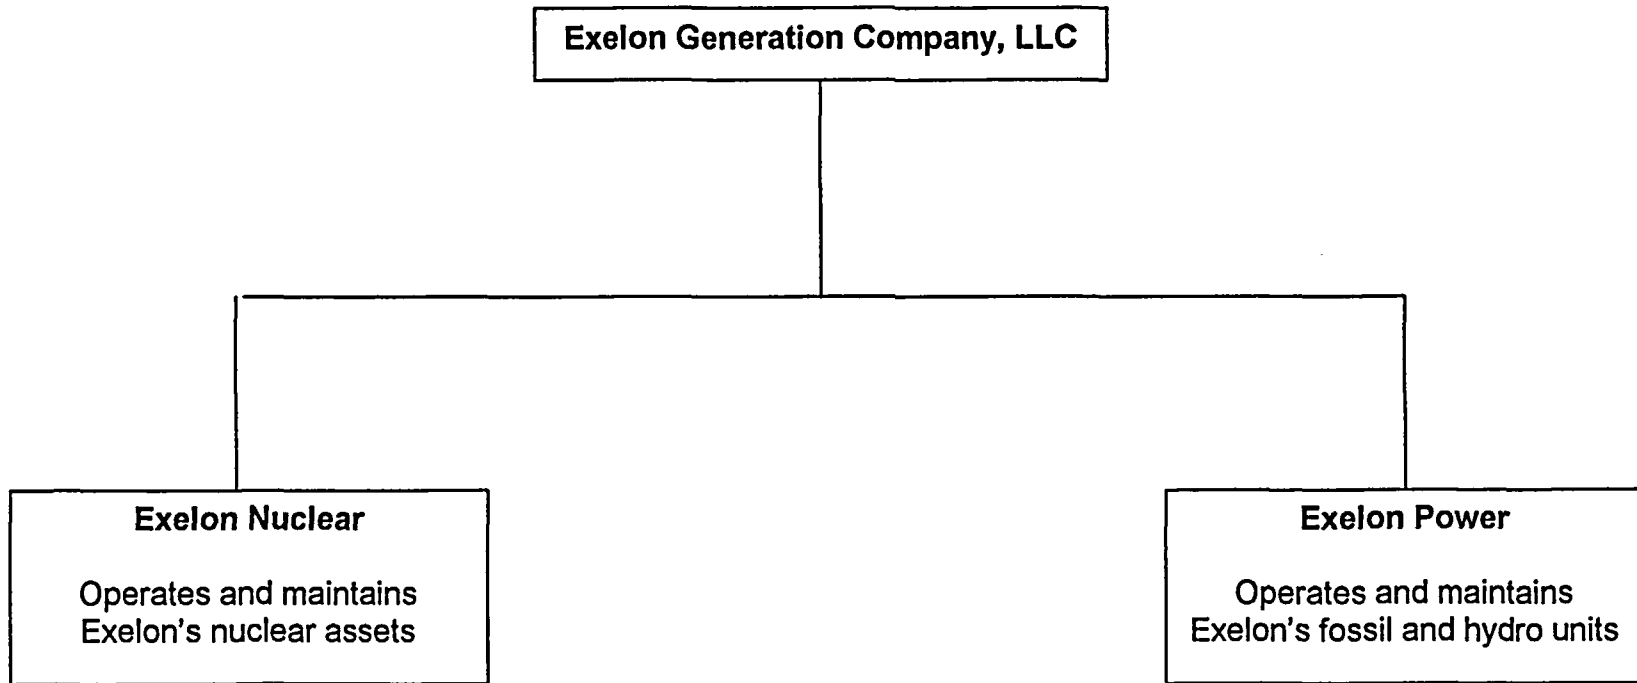 Exelon Generation Company, LLC
Exelon Nuclear
Operates and maintains
Exelon's nuclear assets
Exelon Power
Operates and maintains
Exelon's fossil and hydro units